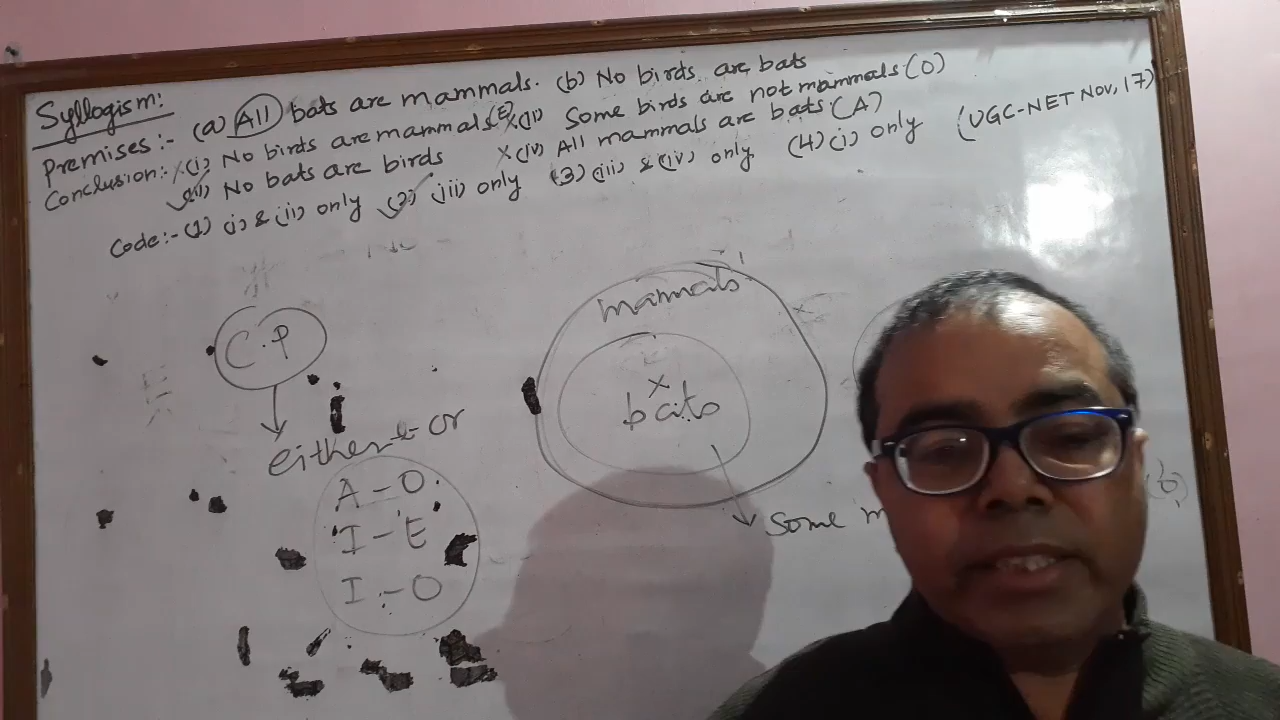 Syllogism:
Premises:- (a) All bats are mammals. (b) No birds are bats
Conclusion:- x(i) No birds are mammals(E) x(ii) Some birds are not mammals(O)
(iii) No bats are birds x(iv) All mammals are bats(A)
Code:- (1) (i) & (ii) only (2) (iii) only (3) (iii) & (iv) only (4) (i) only (UGC-NET Nov, 17)
mammals
C.P
x
bats
either or
A-O
Some
I-E
I-O